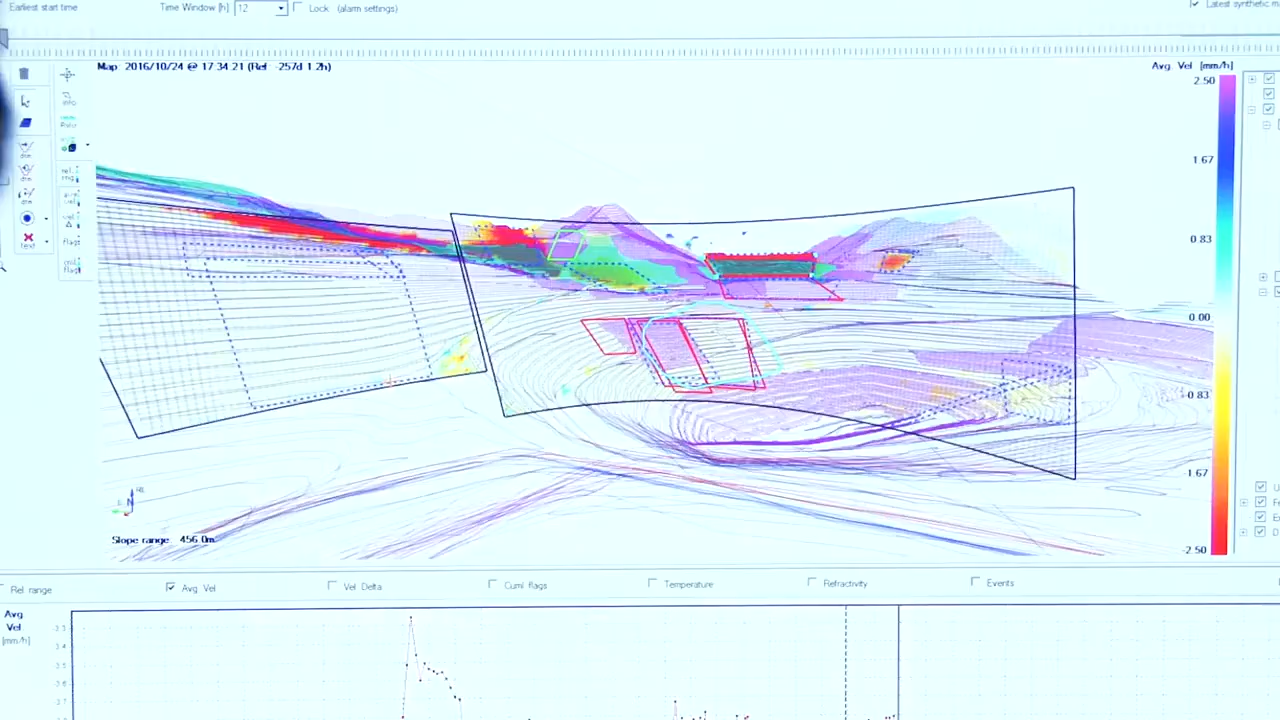 Earliest start time
Time Window [h] 12 Lock (alarm settings)
Latest synthetic
Map: 2016/10/24 @ 17:34:21 (Ref: -257d 1.2h)
Avg. Vel [mm/h]
2.50
1.67
0.83
0.00
-0.83
-1.67
-2.50
info
Slope range: 456.0m
Rel range
Avg Vel
Vel Delta
Cuml flags
Temperature
Refractivity
Events
Avg
Vel
[mm/h]